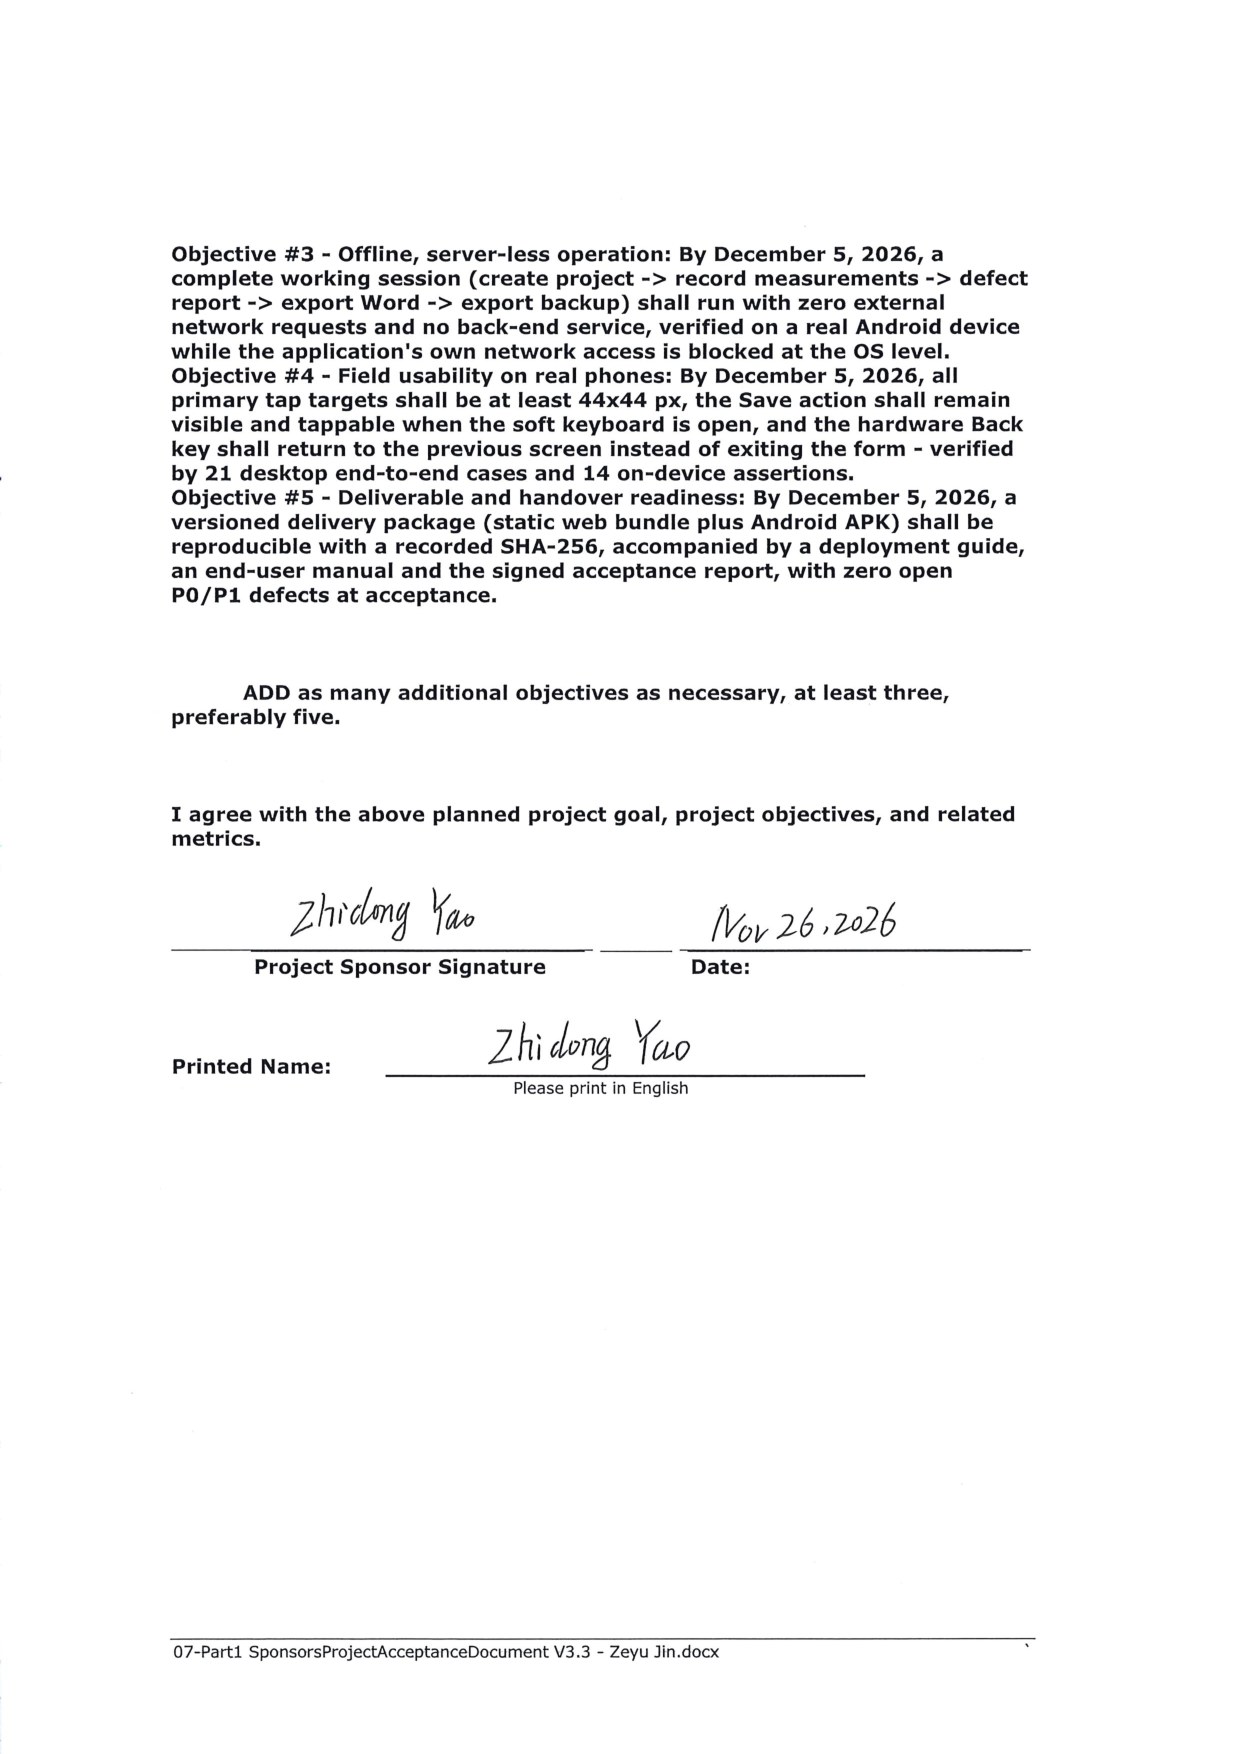 Objective #3 - Offline, server-less operation: By December 5, 2026, a
complete working session (create project -> record measurements -> defect
report -> export Word -> export backup) shall run with zero external
network requests and no back-end service, verified on a real Android device
while the application's own network access is blocked at the OS level.
Objective #4 - Field usability on real phones: By December 5, 2026, all
primary tap targets shall be at least 44x44 px, the Save action shall remain
visible and tappable when the soft keyboard is open, and the hardware Back
key shall return to the previous screen instead of exiting the form - verified
by 21 desktop end-to-end cases and 14 on-device assertions.
Objective #5 - Deliverable and handover readiness: By December 5, 2026, a
versioned delivery package (static web bundle plus Android APK) shall be
reproducible with a recorded SHA-256, accompanied by a deployment guide,
an end-user manual and the signed acceptance report, with zero open
P0/P1 defects at acceptance.
ADD as many additional objectives as necessary, at least three,
preferably five.
I agree with the above planned project goal, project objectives, and related
metrics.
Zhidong Yao Nov 26, 2026
Project Sponsor Signature Date:
Printed Name: Zhidong Yao
Please print in English
07-Part1 SponsorsProjectAcceptanceDocument V3.3 - Zeyu Jin.docx